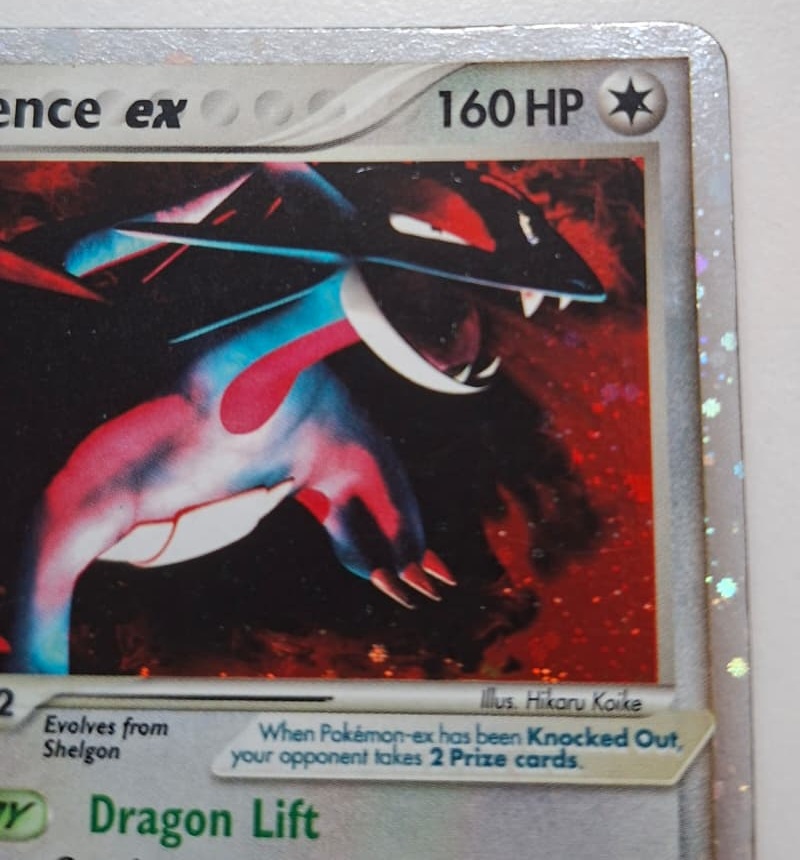 ence ex
160 HP
2
Illus. Hikaru Koike
Evolves from
Shelgon
When Pokémon-ex has been Knocked Out,
your opponent takes 2 Prize cards.
Y Dragon Lift